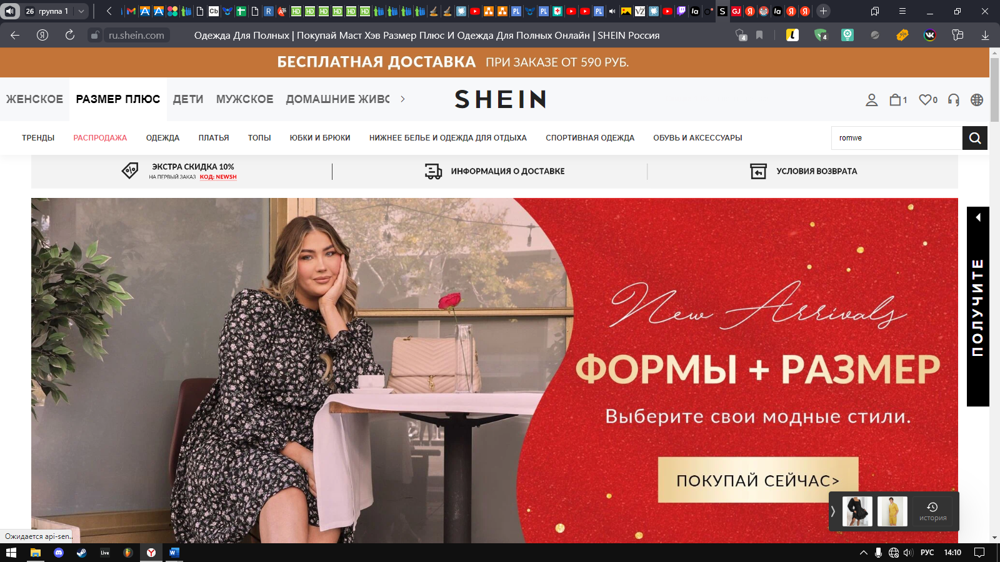 26 группа 1
ru.shein.com
Одежда Для Полных | Покупай Маст Хэв Размер Плюс И Одежда Для Полных Онлайн | SHEIN Россия
БЕСПЛАТНАЯ ДОСТАВКА ПРИ ЗАКАЗЕ ОТ 590 РУБ.
ЖЕНСКОЕ РАЗМЕР ПЛЮС ДЕТИ МУЖСКОЕ ДОМАШНИЕ ЖИВО
SHEIN
1 0
ТРЕНДЫ РАСПРОДАЖА ОДЕЖДА ПЛАТЬЯ ТОПЫ ЮБКИ И БРЮКИ НИЖНЕЕ БЕЛЬЕ И ОДЕЖДА ДЛЯ ОТДЫХА СПОРТИВНАЯ ОДЕЖДА ОБУВЬ И АКСЕССУАРЫ
romwe
ЭКСТРА СКИДКА 10%
НА ПЕРВЫЙ ЗАКАЗ КОД: NEWSH
ИНФОРМАЦИЯ О ДОСТАВКЕ
УСЛОВИЯ ВОЗВРАТА
New Arrivals
ФОРМЫ + РАЗМЕР
Выберите свои модные стили.
ПОКУПАЙ СЕЙЧАС>
ПОЛУЧИТЕ
история
Ожидается api-sen..
Live
РУС 14:10